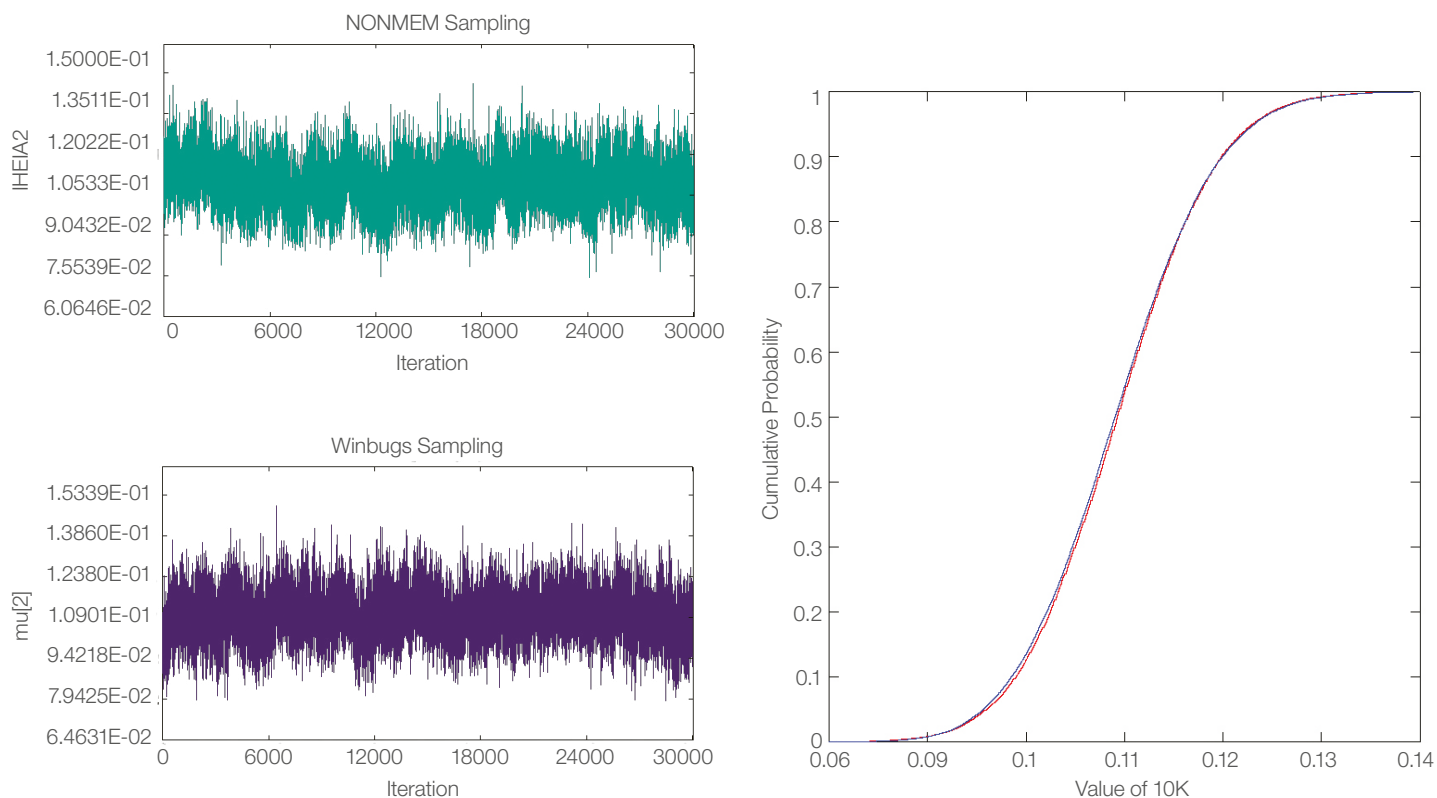 NONMEM Sampling
1.5000E-01
1.3511E-01
1.2022E-01
1.0533E-01
9.0432E-02
7.5539E-02
6.0646E-02
IHEIA2
0 6000 12000 18000 24000 30000
Iteration
Winbugs Sampling
1.5339E-01
1.3860E-01
1.2380E-01
1.0901E-01
9.4218E-02
7.9425E-02
6.4631E-02
mu[2]
0 6000 12000 18000 24000 30000
Iteration
1
0.9
0.8
0.7
0.6
0.5
0.4
0.3
0.2
0.1
0
Cumulative Probability
0.06 0.09 0.1 0.11 0.12 0.13 0.14
Value of 10K